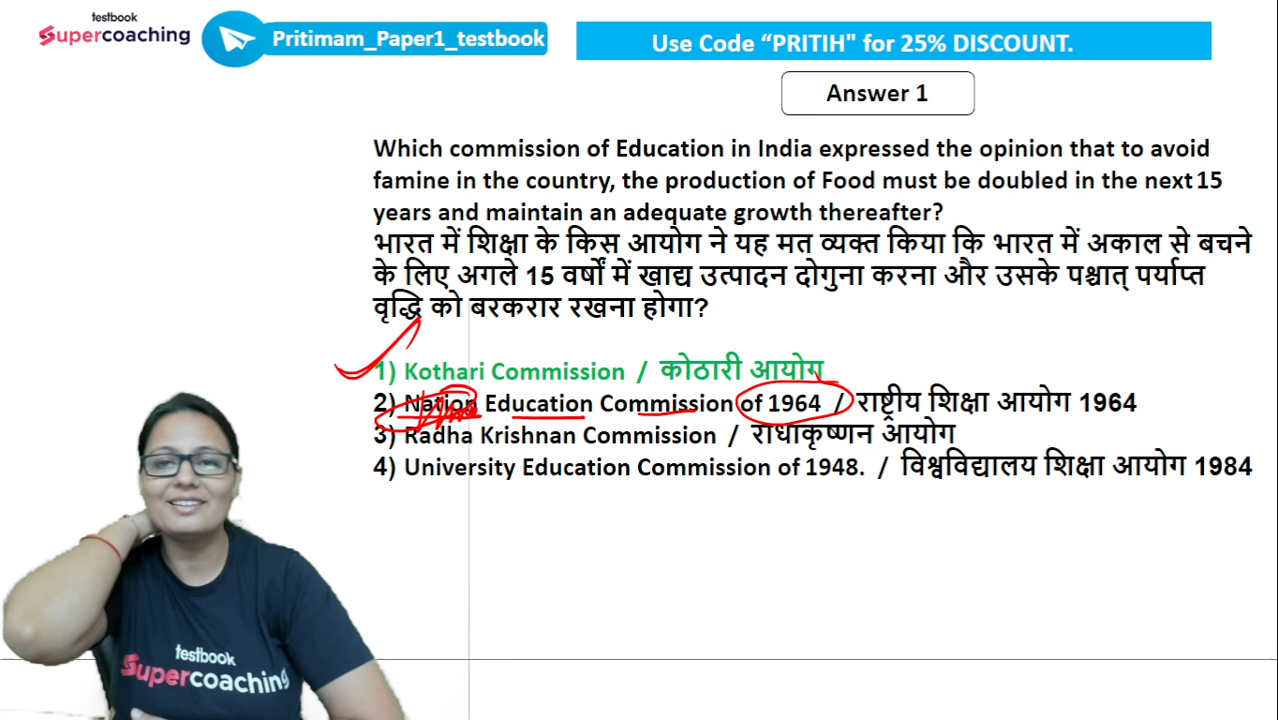 testbook
Supercoaching
Pritimam_Paper1_testbook
Use Code “PRITIH" for 25% DISCOUNT.
Answer 1
Which commission of Education in India expressed the opinion that to avoid
famine in the country, the production of Food must be doubled in the next 15
years and maintain an adequate growth thereafter?
भारत में शिक्षा के किस आयोग ने यह मत व्यक्त किया कि भारत में अकाल से बचने
के लिए अगले 15 वर्षों में खाद्य उत्पादन दोगुना करना और उसके पश्चात् पर्याप्त
वृद्धि को बरकरार रखना होगा?
1) Kothari Commission / कोठारी आयोग
2) Nation Education Commission of 1964 / राष्ट्रीय शिक्षा आयोग 1964
3) Radha Krishnan Commission / राधाकृष्णन आयोग
4) University Education Commission of 1948. / विश्वविद्यालय शिक्षा आयोग 1984
testbook
Supercoaching